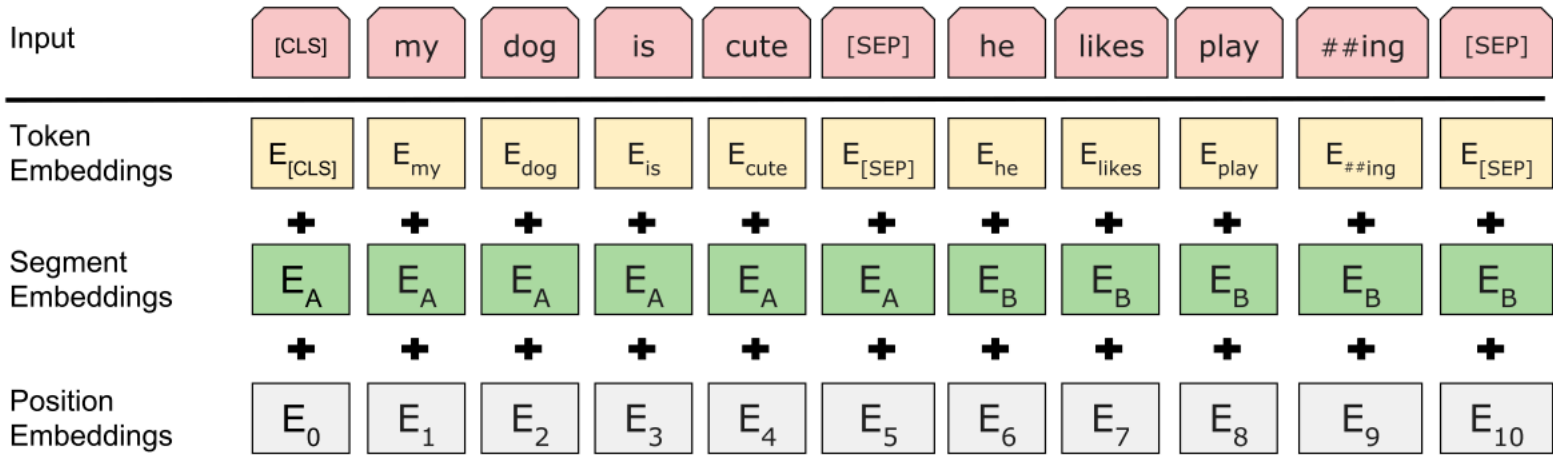 Input [CLS] my dog is cute [SEP] he likes play ##ing [SEP]
Token
Embeddings E[CLS] Emy Edog Eis Ecute E[SEP] Ehe Elikes Eplay E##ing E[SEP]
+ + + + + + + + + + +
Segment
Embeddings EA EA EA EA EA EA EB EB EB EB EB
+ + + + + + + + + + +
Position
Embeddings E0 E1 E2 E3 E4 E5 E6 E7 E8 E9 E10